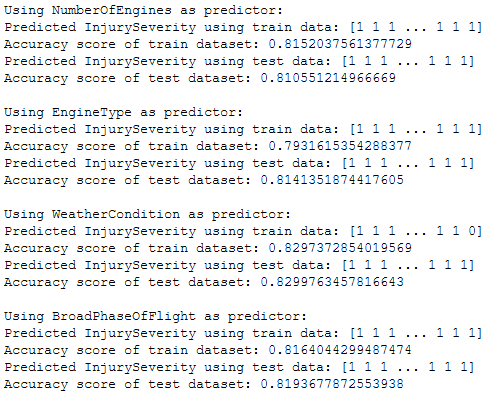 Using NumberOfEngines as predictor:
Predicted InjurySeverity using train data: [1 1 1 ... 1 1 1]
Accuracy score of train dataset: 0.8152037561377729
Predicted InjurySeverity using test data: [1 1 1 ... 1 1 1]
Accuracy score of test dataset: 0.810551214966669
Using EngineType as predictor:
Predicted InjurySeverity using train data: [1 1 1 ... 1 1 1]
Accuracy score of train dataset: 0.7931615354288377
Predicted InjurySeverity using test data: [1 1 1 ... 1 1 1]
Accuracy score of test dataset: 0.8141351874417605
Using WeatherCondition as predictor:
Predicted InjurySeverity using train data: [1 1 1 ... 1 1 0]
Accuracy score of train dataset: 0.8297372854019569
Predicted InjurySeverity using test data: [1 1 1 ... 1 1 1]
Accuracy score of test dataset: 0.8299763457816643
Using BroadPhaseOfFlight as predictor:
Predicted InjurySeverity using train data: [1 1 1 ... 1 1 1]
Accuracy score of train dataset: 0.8164044299487474
Predicted InjurySeverity using test data: [1 1 1 ... 1 1 1]
Accuracy score of test dataset: 0.8193677872553938